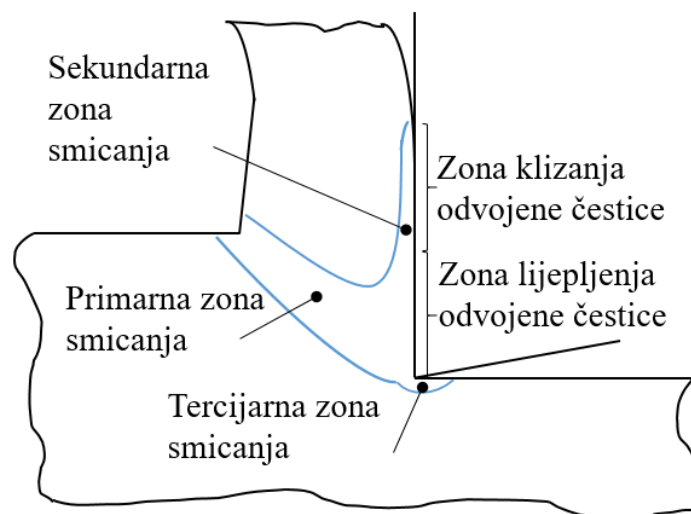 Sekundarna
zona
smicanja
Zona klizanja
odvojene čestice
Zona lijepljenja
odvojene čestice
Primarna zona
smicanja
Tercijarna zona
smicanja